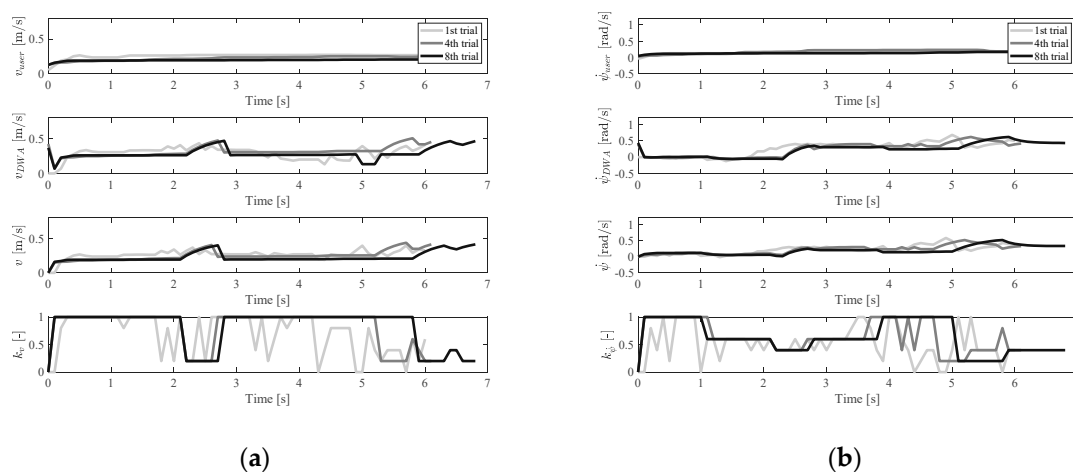 v_user [m/s]
0.5
0
1st trial
4th trial
8th trial
0 1 2 3 4 5 6 7
Time [s]
v_DWA [m/s]
0.5
0
0 1 2 3 4 5 6 7
Time [s]
v [m/s]
0.5
0
0 1 2 3 4 5 6 7
Time [s]
k_v [-]
1
0.5
0
0 1 2 3 4 5 6 7
Time [s]
(a)
ψ̇_user [rad/s]
1
0.5
0
-0.5
1st trial
4th trial
8th trial
0 1 2 3 4 5 6
Time [s]
ψ̇_DWA [rad/s]
1
0.5
0
-0.5
0 1 2 3 4 5 6
Time [s]
ψ̇ [rad/s]
1
0.5
0
-0.5
0 1 2 3 4 5 6
Time [s]
k_ψ̇ [-]
1
0.5
0
0 1 2 3 4 5 6
Time [s]
(b)